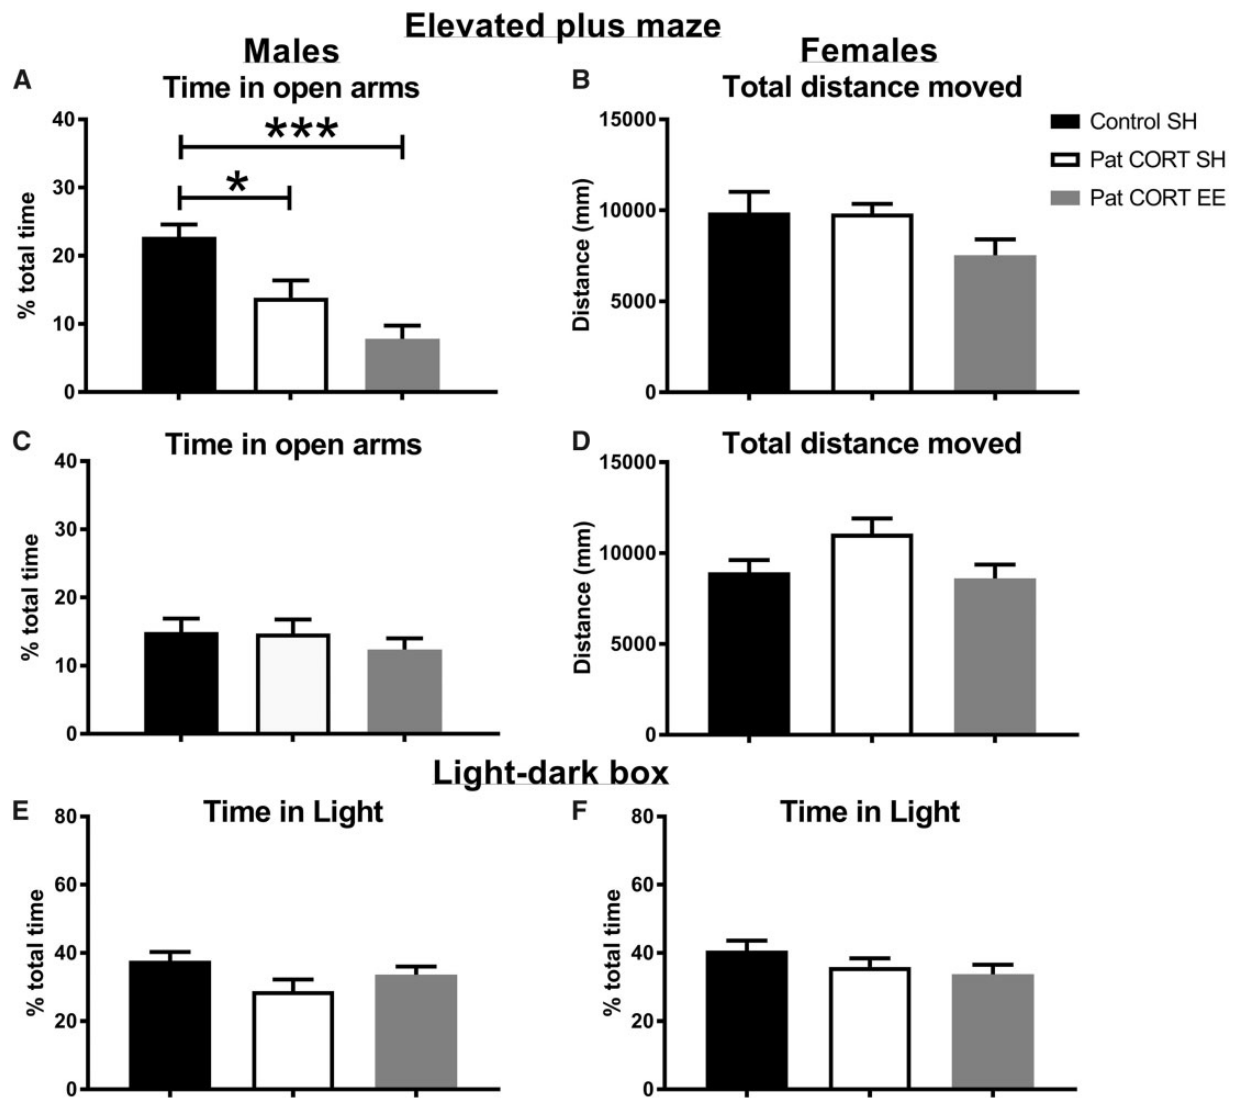 Elevated plus maze
Males
Females
A
Time in open arms
% total time
40
30
20
10
0
***
*
B
Total distance moved
Distance (mm)
15000
10000
5000
0
Control SH
Pat CORT SH
Pat CORT EE
C
Time in open arms
% total time
40
30
20
10
0
D
Total distance moved
Distance (mm)
15000
10000
5000
0
Light-dark box
E
Time in Light
% total time
80
60
40
20
0
F
Time in Light
% total time
80
60
40
20
0